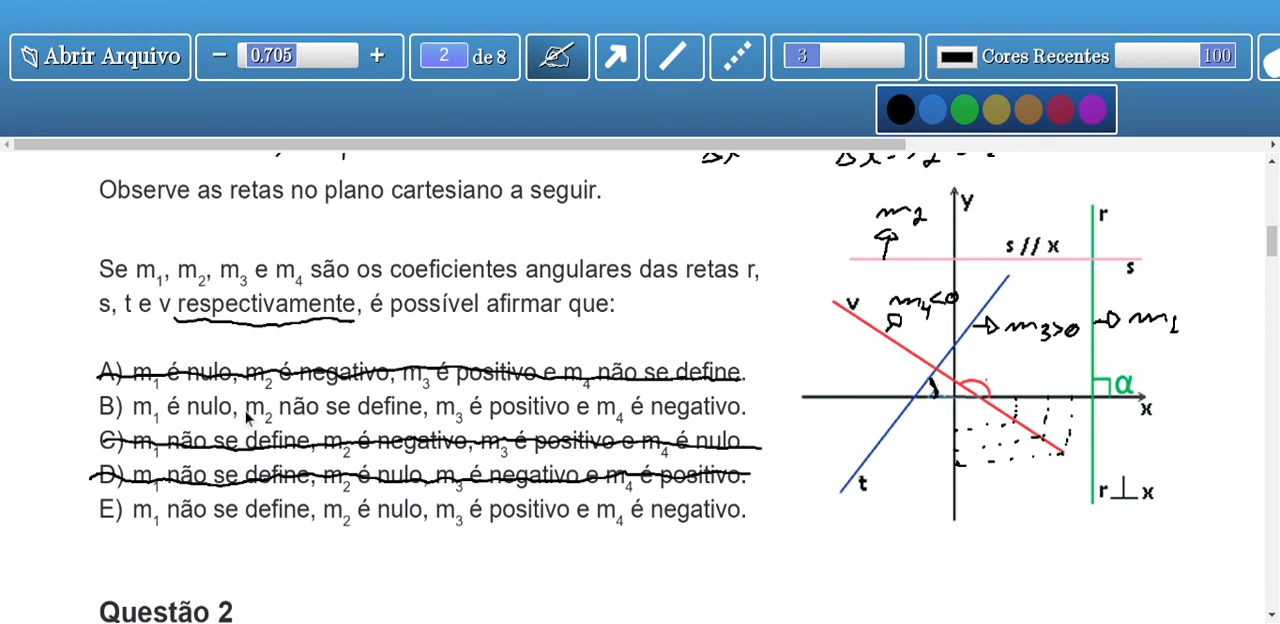 Abrir Arquivo
− 0.705 +
2 de 8
3
Cores Recentes 100
Observe as retas no plano cartesiano a seguir.
Se m1, m2, m3 e m4 são os coeficientes angulares das retas r,
s, t e v respectivamente, é possível afirmar que:
A) m1 é nulo, m2 é negativo, m3 é positivo e m4 não se define.
B) m1 é nulo, m2 não se define, m3 é positivo e m4 é negativo.
C) m1 não se define, m2 é negativo, m3 é positivo e m4 é nulo.
D) m1 não se define, m2 é nulo, m3 é negativo e m4 é positivo.
E) m1 não se define, m2 é nulo, m3 é positivo e m4 é negativo.
Questão 2
y
r
m2
s // x
s
v
m4<0
m3>0
m1
α
x
t
r⊥x